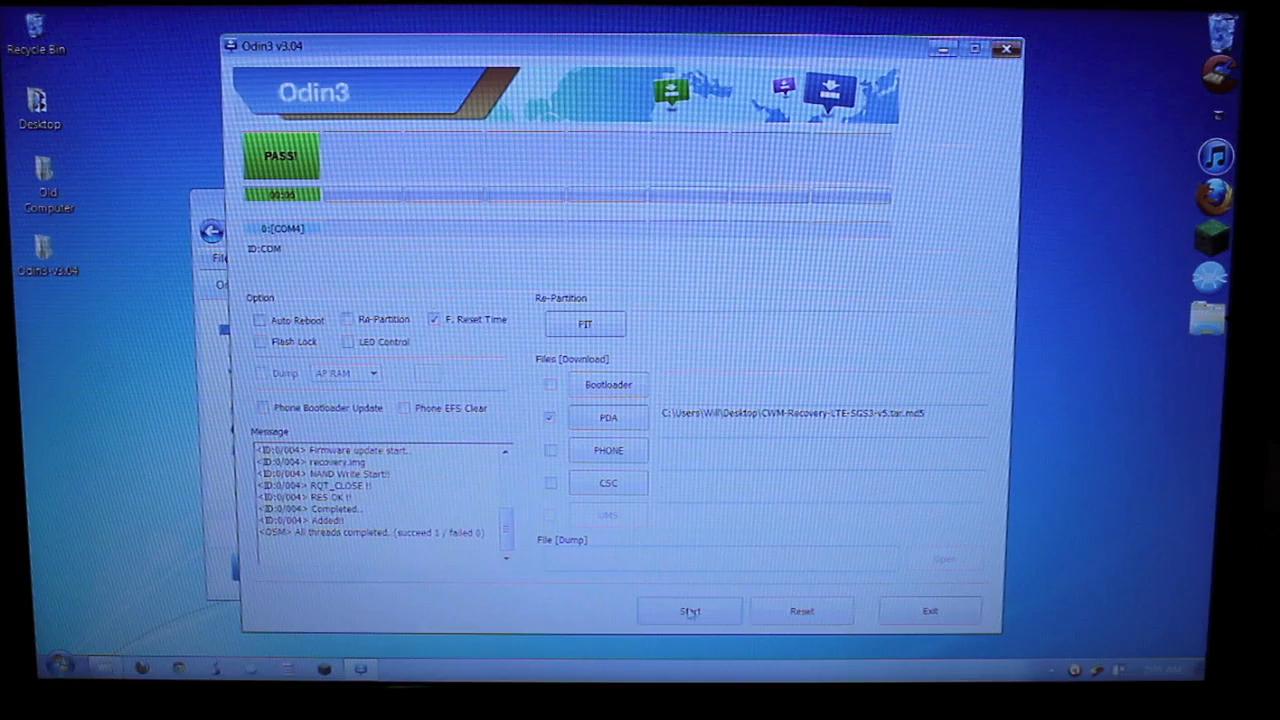 Recycle Bin
Desktop
Old
Computer
Odin3-v3.04
Odin3 v3.04
Odin3
PASS!
00:06
0:[COM4]
ID:COM
Option
Auto Reboot
Re-Partition
F. Reset Time
Flash Lock
LED Control
Dump
AP RAM
Phone Bootloader Update
Phone EFS Clear
Message
<ID:0/004> Firmware update start..
<ID:0/004> recovery.img
<ID:0/004> NAND Write Start!!
<ID:0/004> RQT_CLOSE !!
<ID:0/004> RES OK !!
<ID:0/004> Completed..
<ID:0/004> Added!!
<OSM> All threads completed. (succeed 1 / failed 0)
Re-Partition
PIT
Files [Download]
Bootloader
PDA
C:\Users\Will\Desktop\CWM-Recovery-LTE-SGS3-v5.tar.md5
PHONE
CSC
UMS
File [Dump]
Open
Start
Reset
Exit